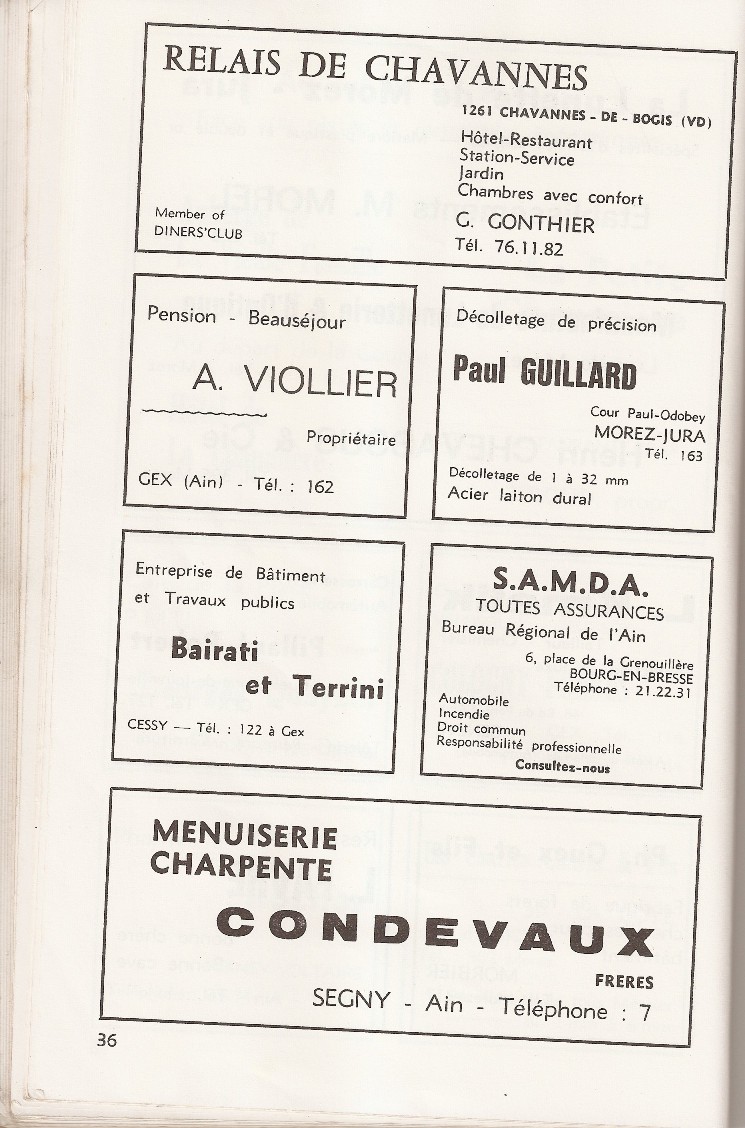 RELAIS DE CHAVANNES
1261 CHAVANNES - DE - BOGIS (VD)
Hôtel-Restaurant
Station-Service
Jardin
Chambres avec confort
Member of
DINERS'CLUB
G. GONTHIER
Tél. 76.11.82
Pension - Beauséjour
A. VIOLLIER
Propriétaire
GEX (Ain) - Tél. : 162
Décolletage de précision
Paul GUILLARD
Cour Paul-Odobey
MOREZ-JURA
Tél. 163
Décolletage de 1 à 32 mm
Acier laiton dural
Entreprise de Bâtiment
et Travaux publics
Bairati
et Terrini
CESSY -- Tél. : 122 à Gex
S.A.M.D.A.
TOUTES ASSURANCES
Bureau Régional de l'Ain
6, place de la Grenouillère
BOURG-EN-BRESSE
Téléphone : 21.22.31
Automobile
Incendie
Droit commun
Responsabilité professionnelle
Consultez-nous
MENUISERIE
CHARPENTE
CONDEVAUX
FRERES
SEGNY - Ain - Téléphone : 7
36